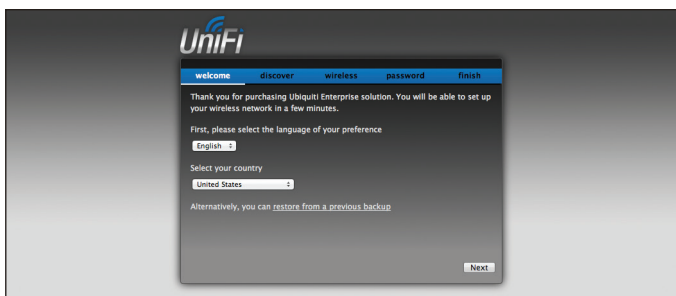 UniFi
welcome discover wireless password finish
Thank you for purchasing Ubiquiti Enterprise solution. You will be able to set up
your wireless network in a few minutes.
First, please select the language of your preference
English
Select your country
United States
Alternatively, you can restore from a previous backup
Next